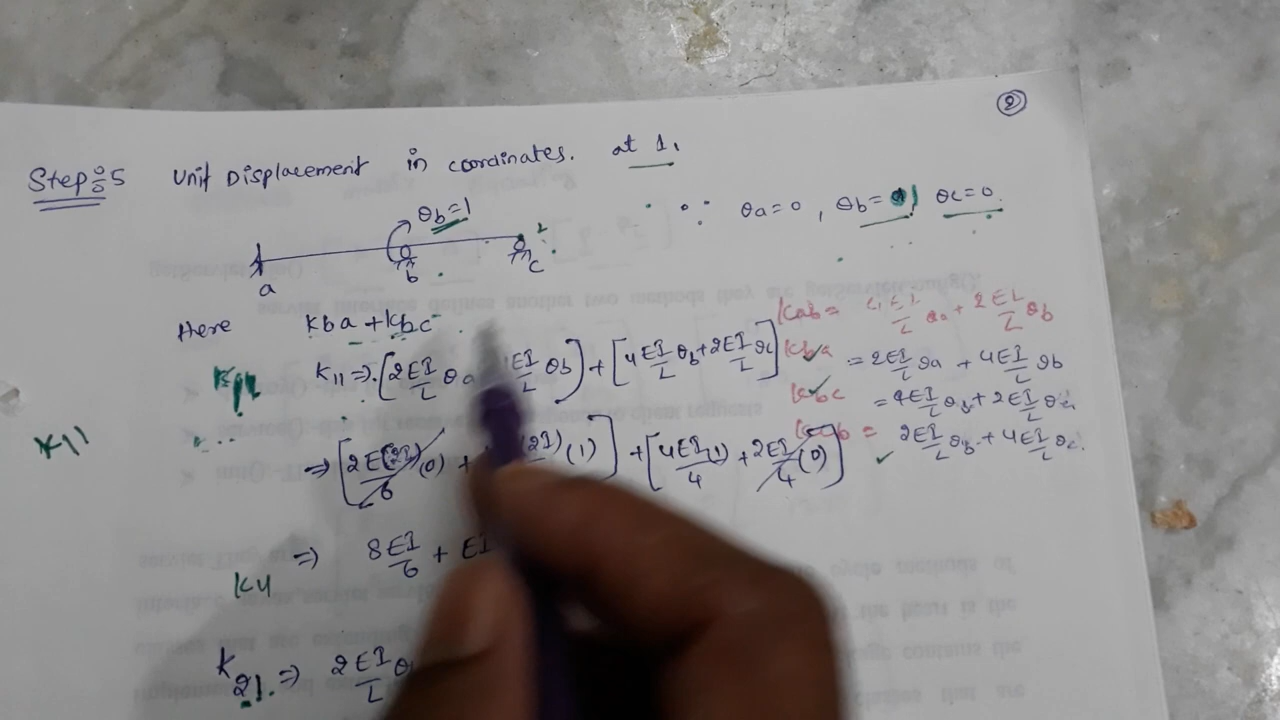 ②
Step:5 Unit Displacement in coordinates. at 1.
θb=1
∴ θa=0, θb=1, θc=0
a b c 2
Here kba + kbc
kab = 4EI/L θa + 2EI/L θb
K11 ⇒ [2EI/L θa EI/L θb] + [4EI/L θb + 2EI/L θc]
kba = 2EI/L θa + 4EI/L θb
kbc = 4EI/L θb + 2EI/L θc
K11
⇒ [2E(2I)/6 (0) + (2I)(1)] + [4EI(1)/4 + 2EI/4 (0)]
= 2EI/L θb + 4EI/L θc
⇒ 8EI/6 + EI
K11
K21 ⇒ 2EI/L θ